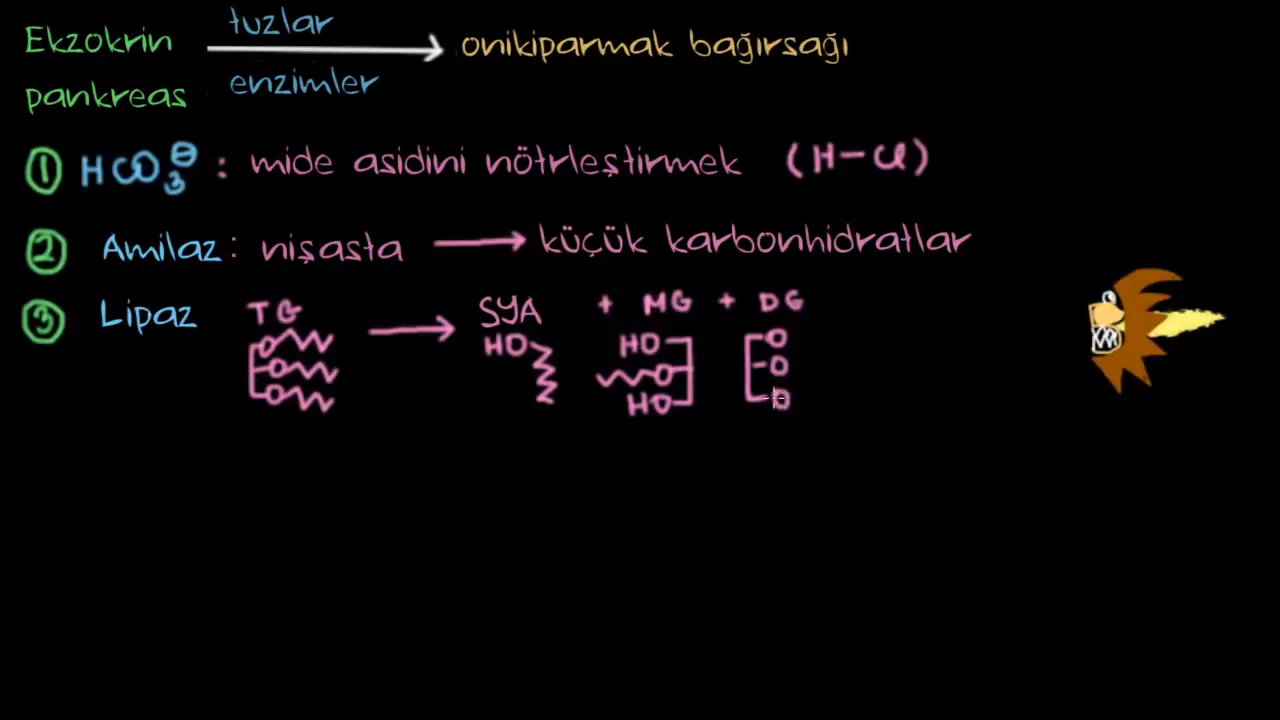 Ekzokrin tuzlar onikiparmak bağırsağı
pankreas enzimler
1 HCO3⊖ : mide asidini nötrleştirmek (H-Cl)
2 Amilaz: nişasta → küçük karbonhidratlar
3 Lipaz TG → SYA + MG + DG
HO HO O
O O O
O HO O